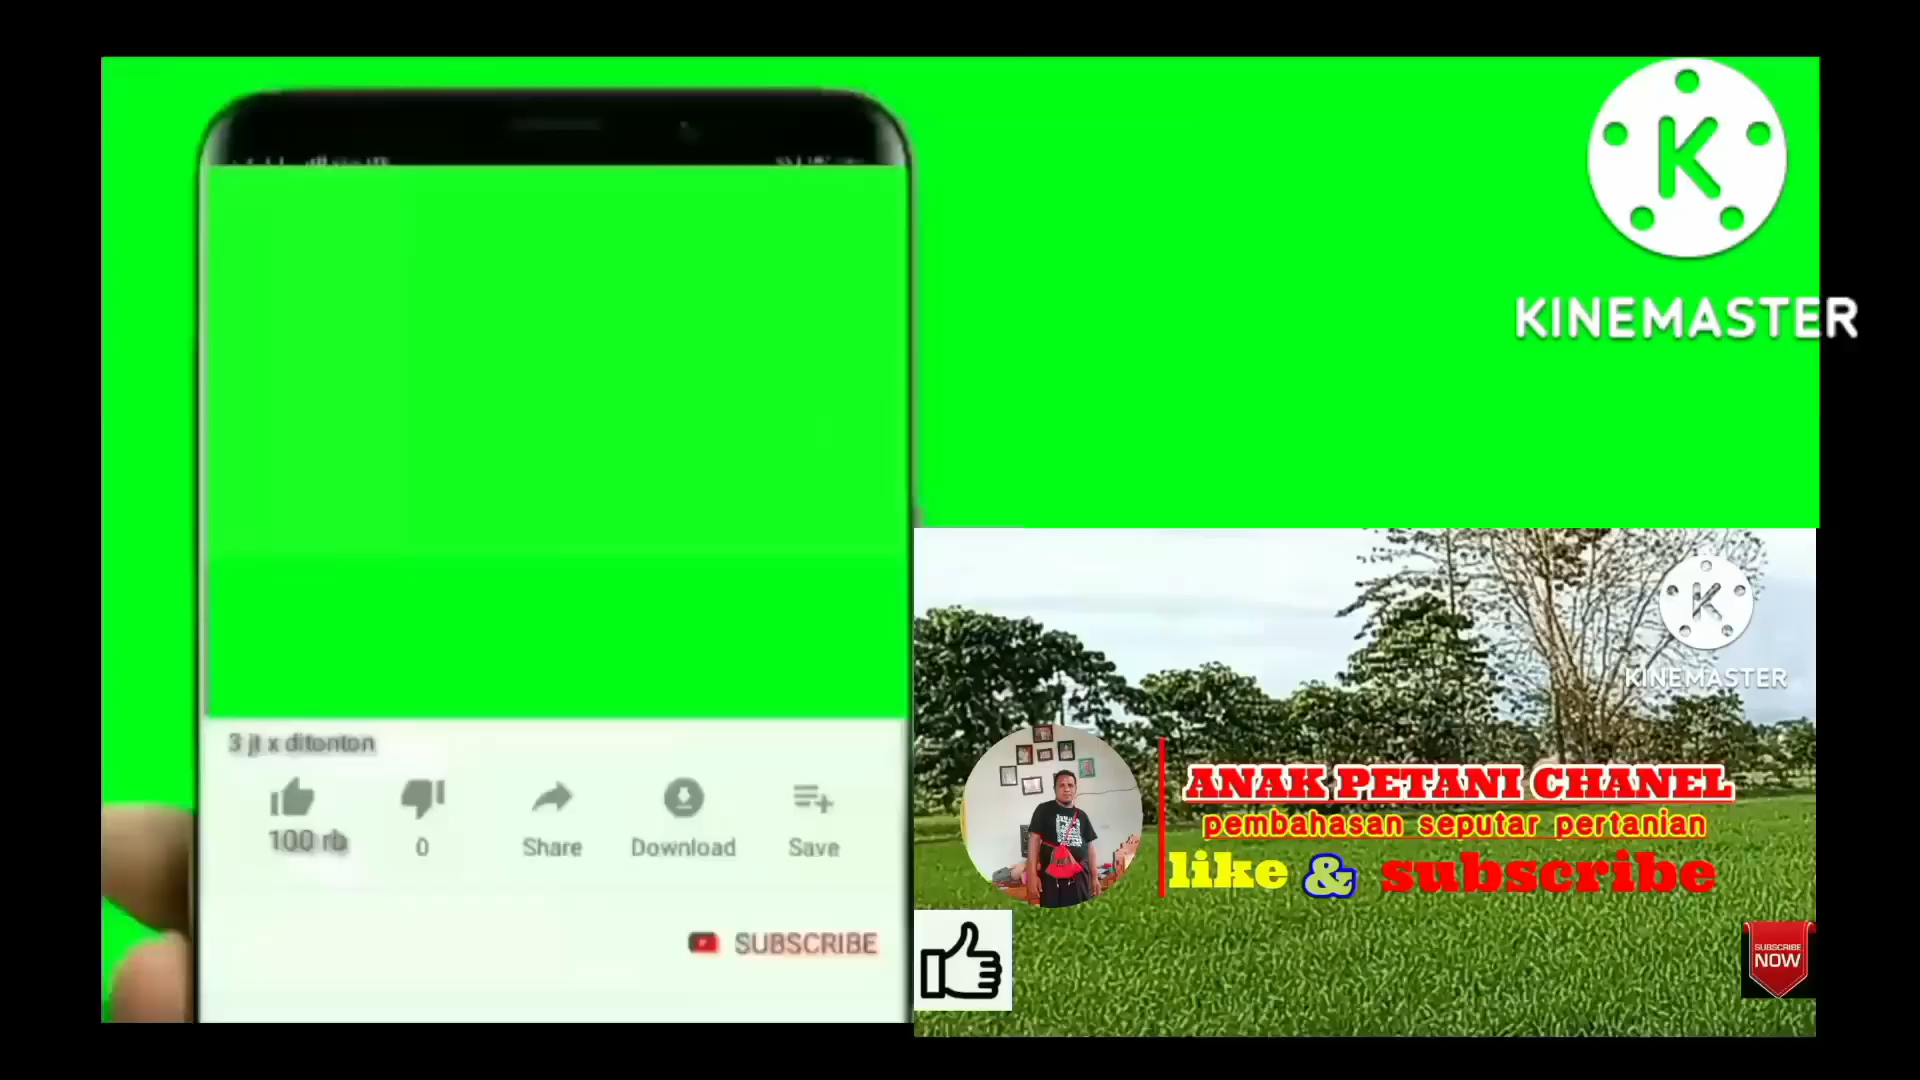 K
KINEMASTER
3 jt x ditonton
100 rb
0
Share
Download
Save
SUBSCRIBE
K
KINEMASTER
ANAK PETANI CHANEL
pembahasan seputar pertanian
like & subscribe
SUBSCRIBE
NOW